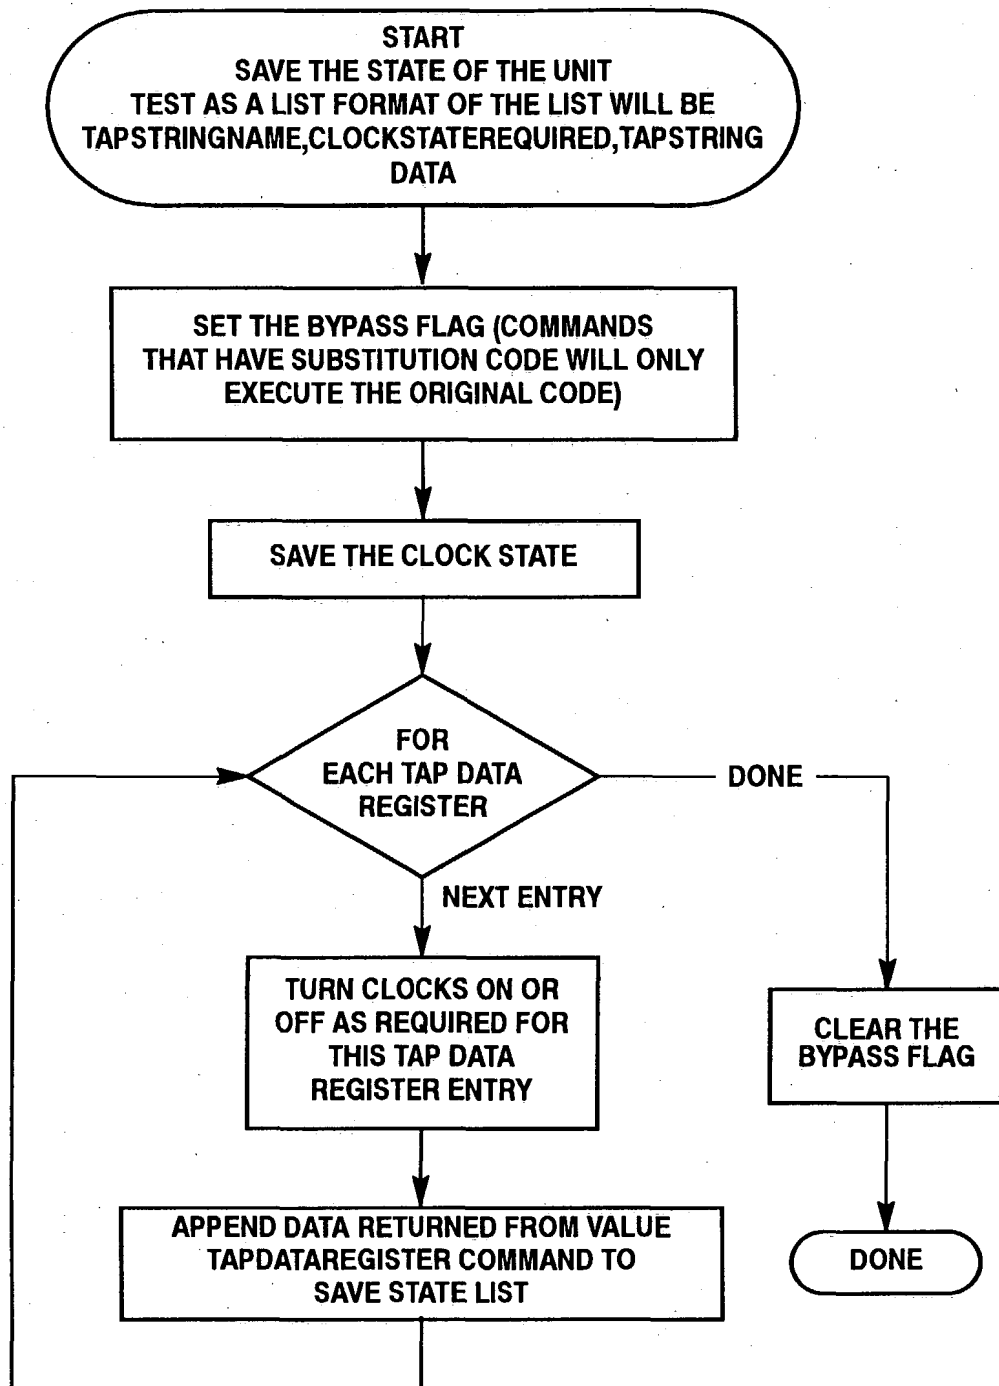 START
SAVE THE STATE OF THE UNIT
TEST AS A LIST FORMAT OF THE LIST WILL BE
TAPSTRINGNAME,CLOCKSTATEREQUIRED,TAPSTRING
DATA
SET THE BYPASS FLAG (COMMANDS
THAT HAVE SUBSTITUTION CODE WILL ONLY
EXECUTE THE ORIGINAL CODE)
SAVE THE CLOCK STATE
FOR
EACH TAP DATA
REGISTER
DONE
NEXT ENTRY
TURN CLOCKS ON OR
OFF AS REQUIRED FOR
THIS TAP DATA
REGISTER ENTRY
CLEAR THE
BYPASS FLAG
APPEND DATA RETURNED FROM VALUE
TAPDATAREGISTER COMMAND TO
SAVE STATE LIST
DONE